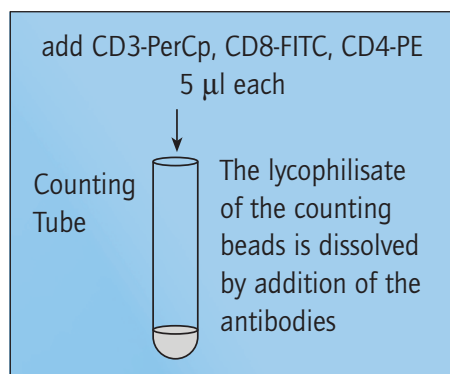 add CD3-PerCp, CD8-FITC, CD4-PE
5 μl each
Counting
Tube
The lycophilisate
of the counting
beads is dissolved
by addition of the
antibodies